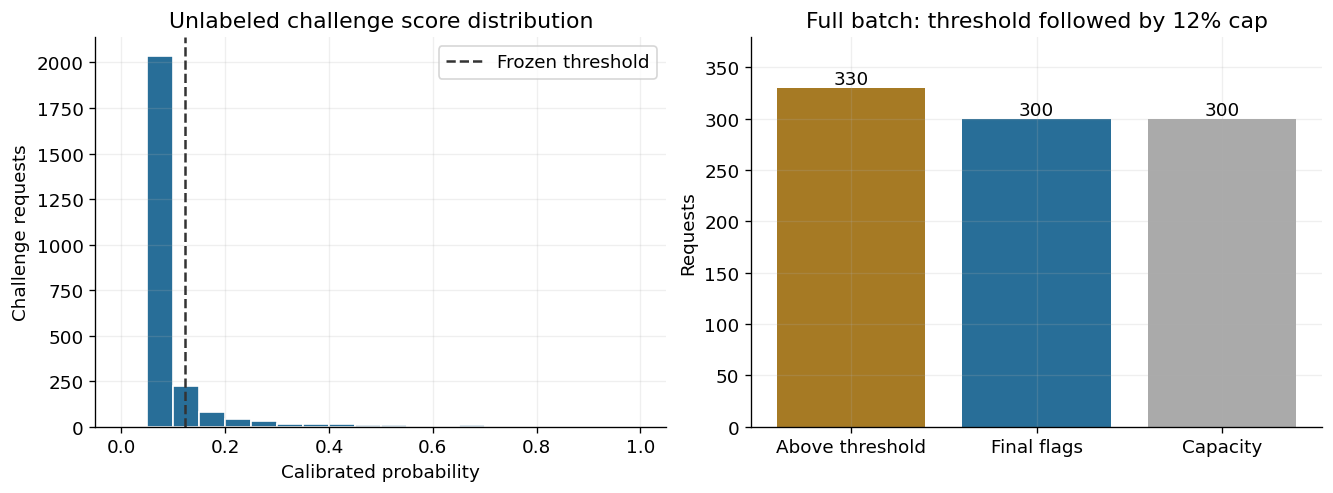 Unlabeled challenge score distribution
Challenge requests
2000
1750
1500
1250
1000
750
500
250
0
Frozen threshold
0.0 0.2 0.4 0.6 0.8 1.0
Calibrated probability
Full batch: threshold followed by 12% cap
Requests
350
300
250
200
150
100
50
0
330 300 300
Above threshold Final flags Capacity